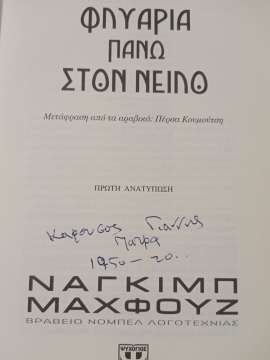 ΦΛΥΑΡΙΑ
ΠΑΝΩ
ΣΤΟΝ ΝΕΙΛΟ
Μετάφραση από τα αραβικά: Πέρσα Κουμούτση
ΠΡΩΤΗ ΑΝΑΤΥΠΩΣΗ
Καρούσος Γιάννης
Πάτρα
1950-20..
ΝΑΓΚΙΜΠ
ΜΑΧΦΟΥΖ
ΒΡΑΒΕΙΟ ΝΟΜΠΕΛ ΛΟΓΟΤΕΧΝΙΑΣ
ΨΥΧΟΓΙΟΣ